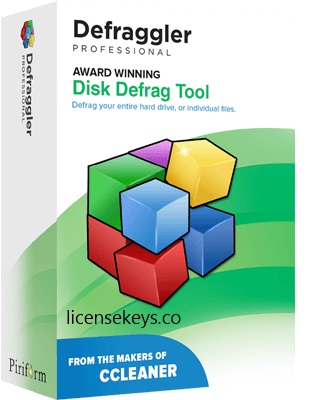 Defraggler
PROFESSIONAL
Defraggler
PROFESSIONAL
AWARD WINNING
Disk Defrag Tool
Defrag your entire hard drive, or individual files.
licensekeys.co
FROM THE MAKERS OF
CCLEANER
Piriform